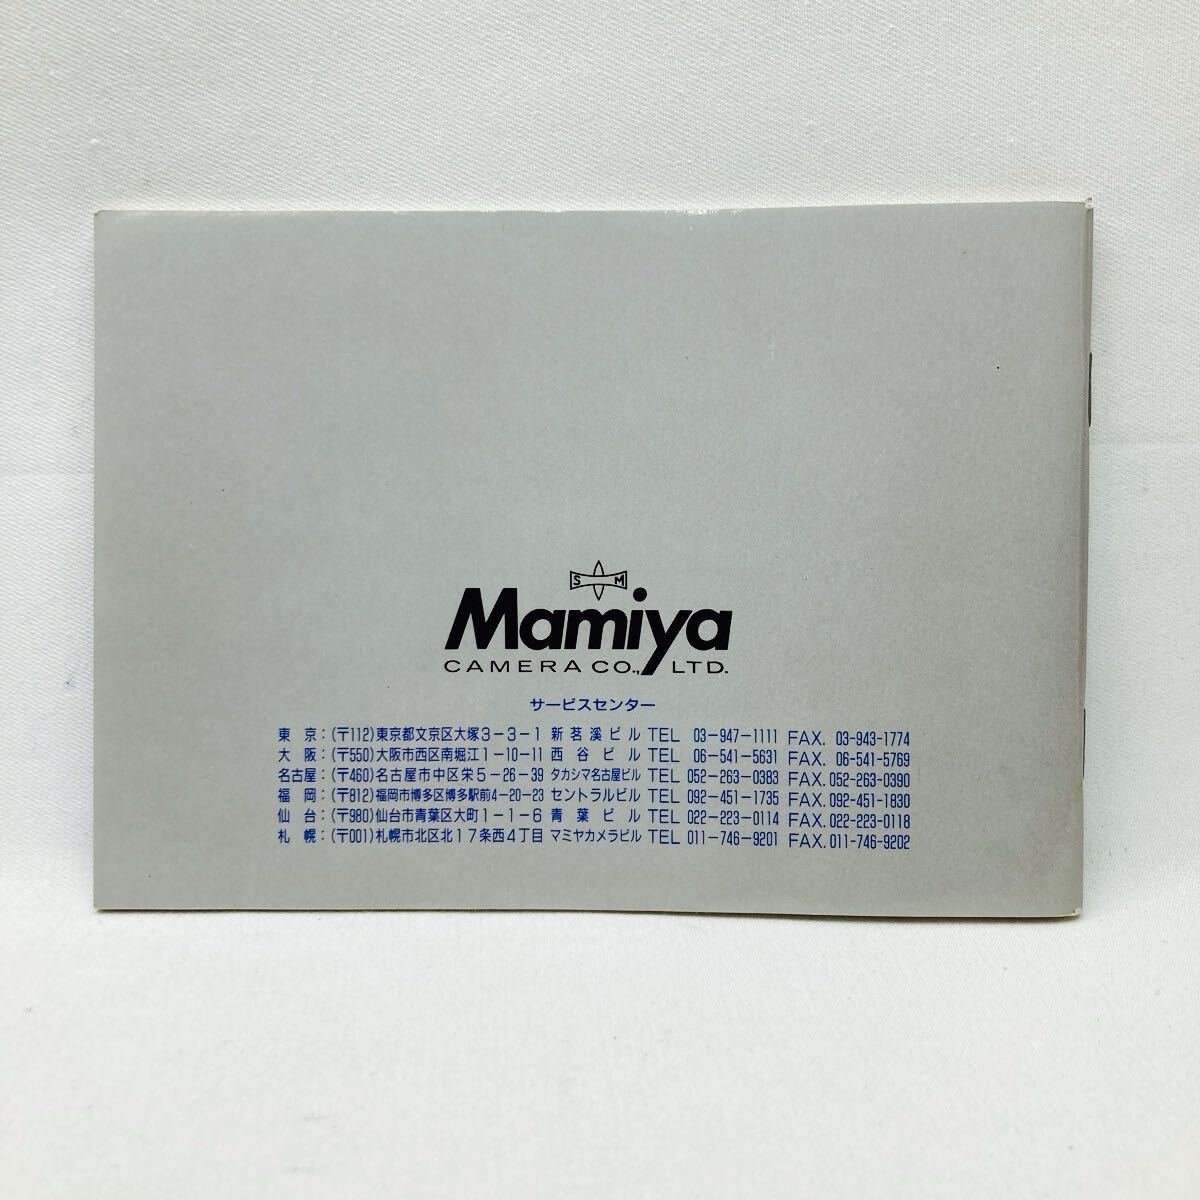 S M
Mamiya
CAMERA CO., LTD.
サービスセンター
東 京：(〒112)東京都文京区大塚3-3-1 新茗溪ビル TEL 03-947-1111 FAX. 03-943-1774
大 阪：(〒550)大阪市西区南堀江1-10-11 西谷ビル TEL 06-541-5631 FAX. 06-541-5769
名古屋：(〒460)名古屋市中区栄5-26-39 タカシマ名古屋ビル TEL 052-263-0383 FAX. 052-263-0390
福 岡：(〒812)福岡市博多区博多駅前4-20-23 セントラルビル TEL 092-451-1735 FAX. 092-451-1830
仙 台：(〒980)仙台市青葉区大町1-1-6 青葉ビル TEL 022-223-0114 FAX. 022-223-0118
札 幌：(〒001)札幌市北区北17条西4丁目 マミヤカメラビル TEL 011-746-9201 FAX. 011-746-9202